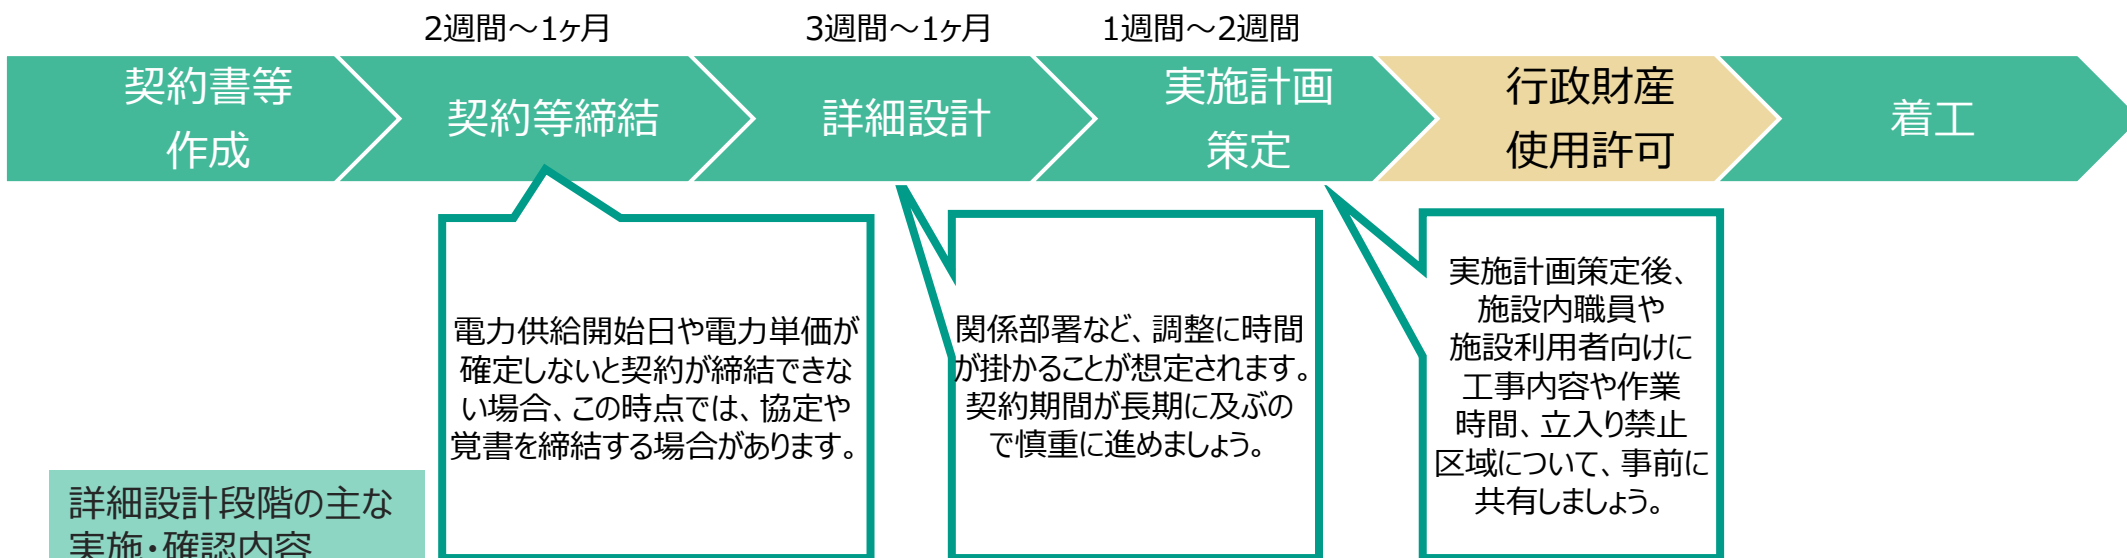 2週間～1ヶ月
3週間～1ヶ月
1週間～2週間
契約書等
作成
契約等締結
詳細設計
実施計画
策定
行政財産
使用許可
着工
電力供給開始日や電力単価が
確定しないと契約が締結できな
い場合、この時点では、協定や
覚書を締結する場合があります。
関係部署など、調整に時間
が掛かることが想定されます。
契約期間が長期に及ぶの
で慎重に進めましょう。
実施計画策定後、
施設内職員や
施設利用者向けに
工事内容や作業
時間、立入り禁止
区域について、事前に
共有しましょう。
詳細設計段階の主な
実施・確認内容